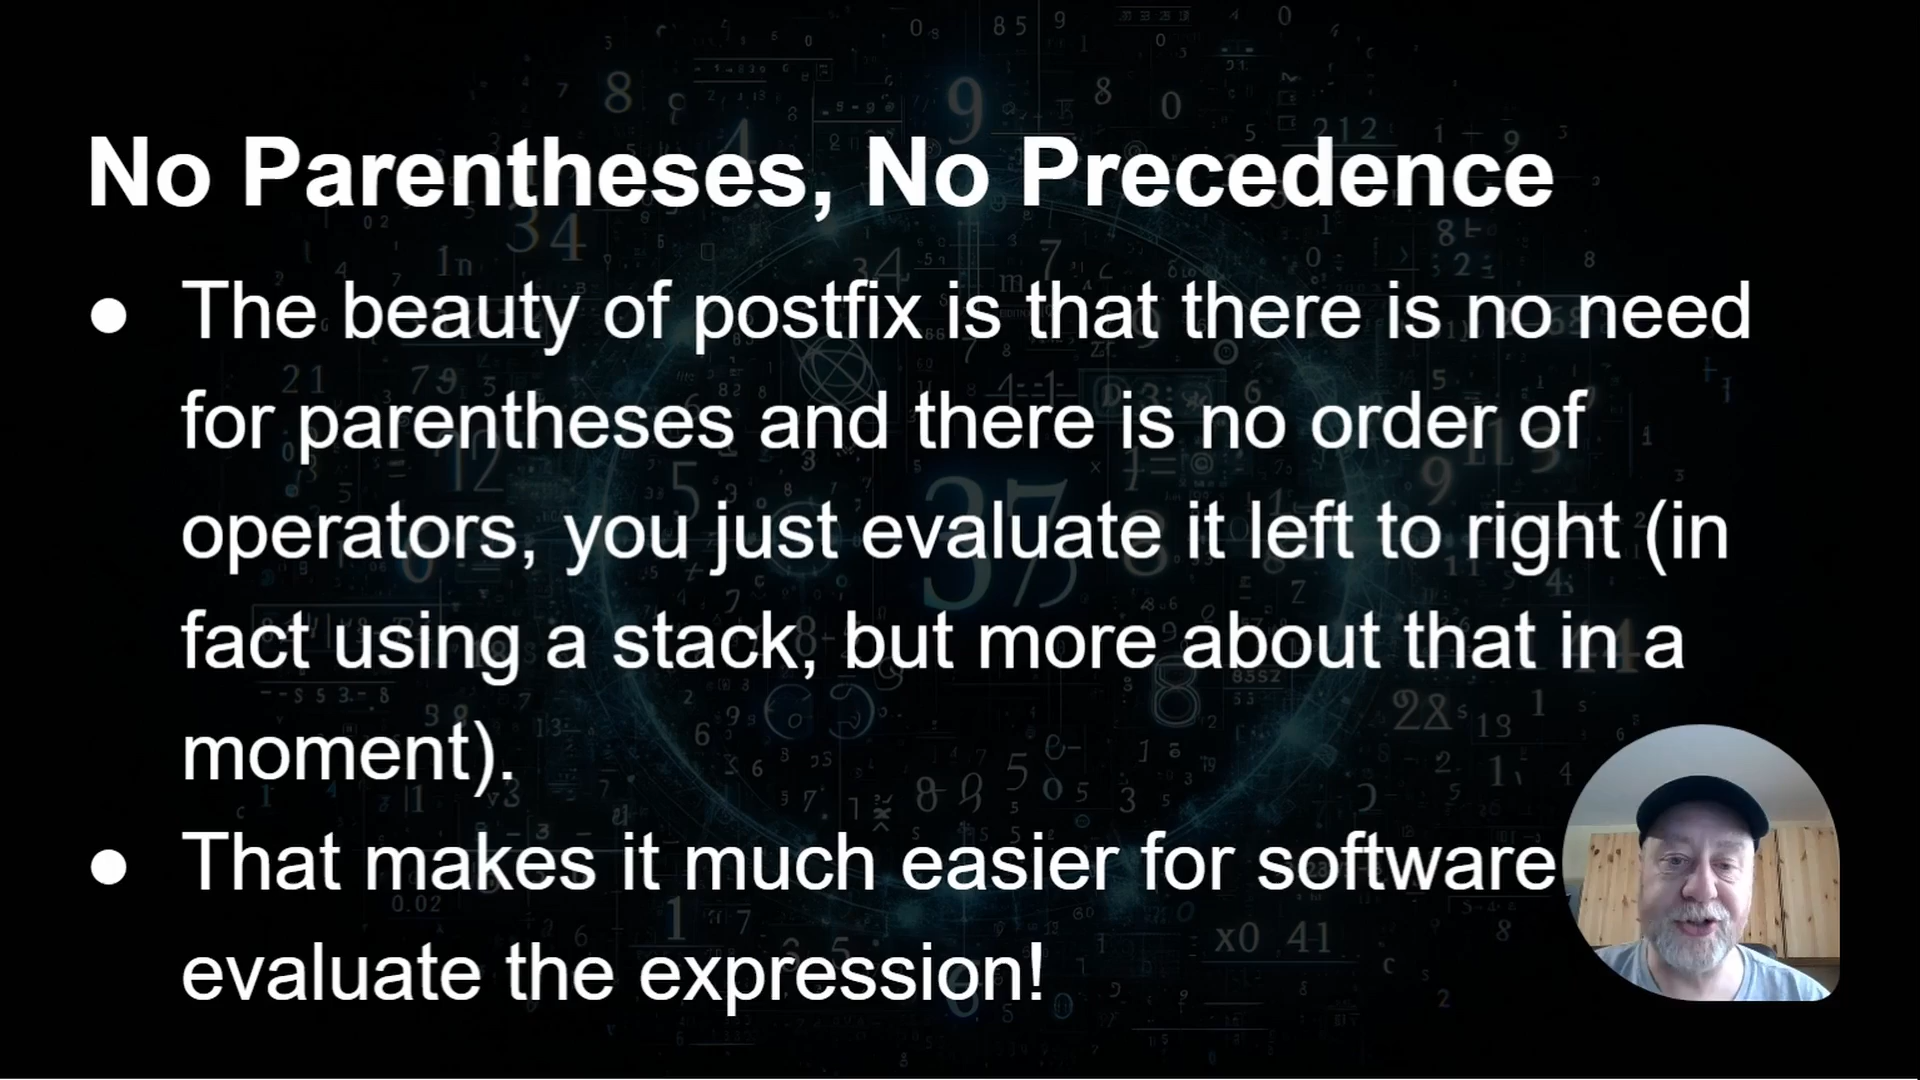 No Parentheses, No Precedence
● The beauty of postfix is that there is no need
for parentheses and there is no order of
operators, you just evaluate it left to right (in
fact using a stack, but more about that in a
moment).
● That makes it much easier for software
evaluate the expression!